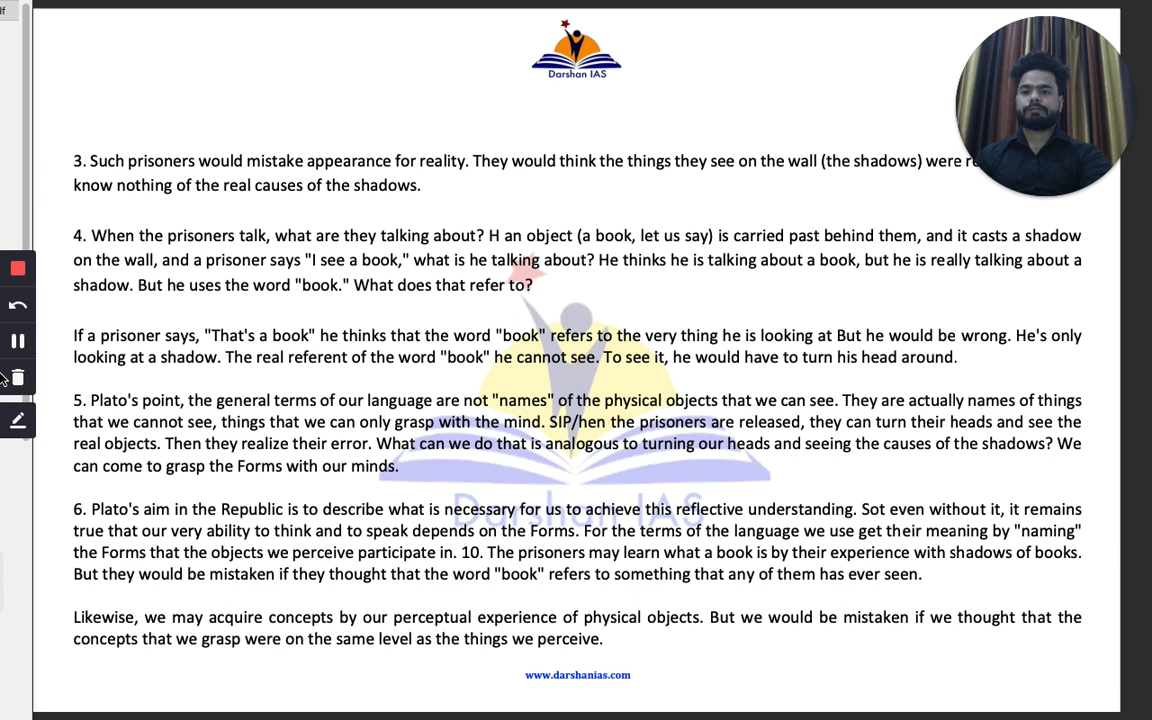 df
Darshan IAS
3. Such prisoners would mistake appearance for reality. They would think the things they see on the wall (the shadows) were
know nothing of the real causes of the shadows.
4. When the prisoners talk, what are they talking about? H an object (a book, let us say) is carried past behind them, and it casts a shadow
on the wall, and a prisoner says "I see a book," what is he talking about? He thinks he is talking about a book, but he is really talking about a
shadow. But he uses the word "book." What does that refer to?
If a prisoner says, "That's a book" he thinks that the word "book" refers to the very thing he is looking at But he would be wrong. He's only
looking at a shadow. The real referent of the word "book" he cannot see. To see it, he would have to turn his head around.
5. Plato's point, the general terms of our language are not "names" of the physical objects that we can see. They are actually names of things
that we cannot see, things that we can only grasp with the mind. SIP/hen the prisoners are released, they can turn their heads and see the
real objects. Then they realize their error. What can we do that is analogous to turning our heads and seeing the causes of the shadows? We
can come to grasp the Forms with our minds.
Darshan IAS
6. Plato's aim in the Republic is to describe what is necessary for us to achieve this reflective understanding. Sot even without it, it remains
true that our very ability to think and to speak depends on the Forms. For the terms of the language we use get their meaning by "naming"
the Forms that the objects we perceive participate in. 10. The prisoners may learn what a book is by their experience with shadows of books.
But they would be mistaken if they thought that the word "book" refers to something that any of them has ever seen.
Likewise, we may acquire concepts by our perceptual experience of physical objects. But we would be mistaken if we thought that the
concepts that we grasp were on the same level as the things we perceive.
www.darshanias.com